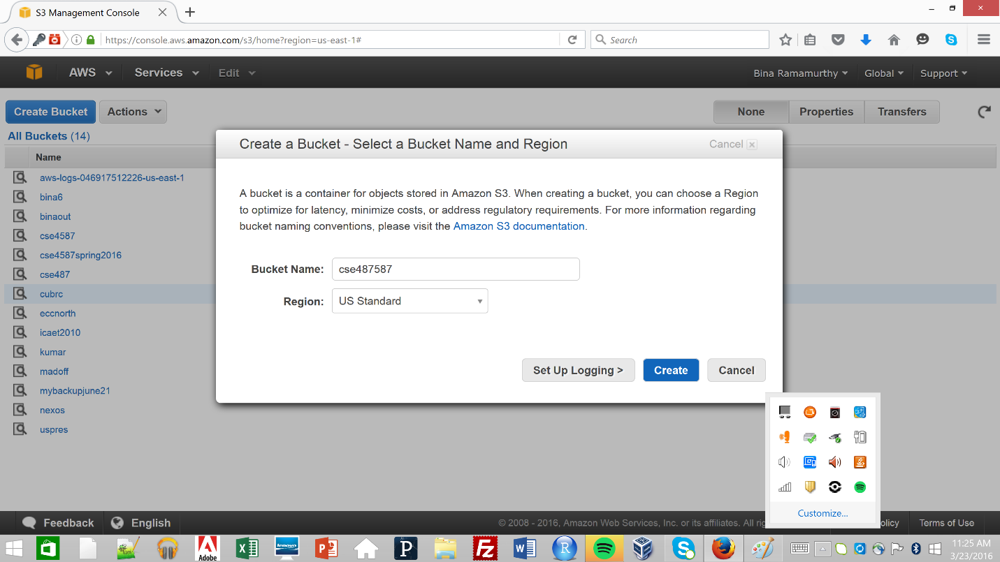 S3 Management Console
https://console.aws.amazon.com/s3/home?region=us-east-1#
Search
AWS
Services
Edit
Bina Ramamurthy
Global
Support
Create Bucket
Actions
None
Properties
Transfers
All Buckets (14)
Name
aws-logs-046917512226-us-east-1
bina6
binaout
cse4587
cse4587spring2016
cse487
cubrc
eccnorth
icaet2010
kumar
madoff
mybackupjune21
nexos
uspres
Create a Bucket - Select a Bucket Name and Region
Cancel
A bucket is a container for objects stored in Amazon S3. When creating a bucket, you can choose a Region
to optimize for latency, minimize costs, or address regulatory requirements. For more information regarding
bucket naming conventions, please visit the Amazon S3 documentation.
Bucket Name: cse487587
Region: US Standard
Set Up Logging >
Create
Cancel
Customize...
Feedback
English
© 2008 - 2016, Amazon Web Services, Inc. or its affiliates. All rig
olicy
Terms of Use
Adobe
lenovo
11:25 AM
3/23/2016